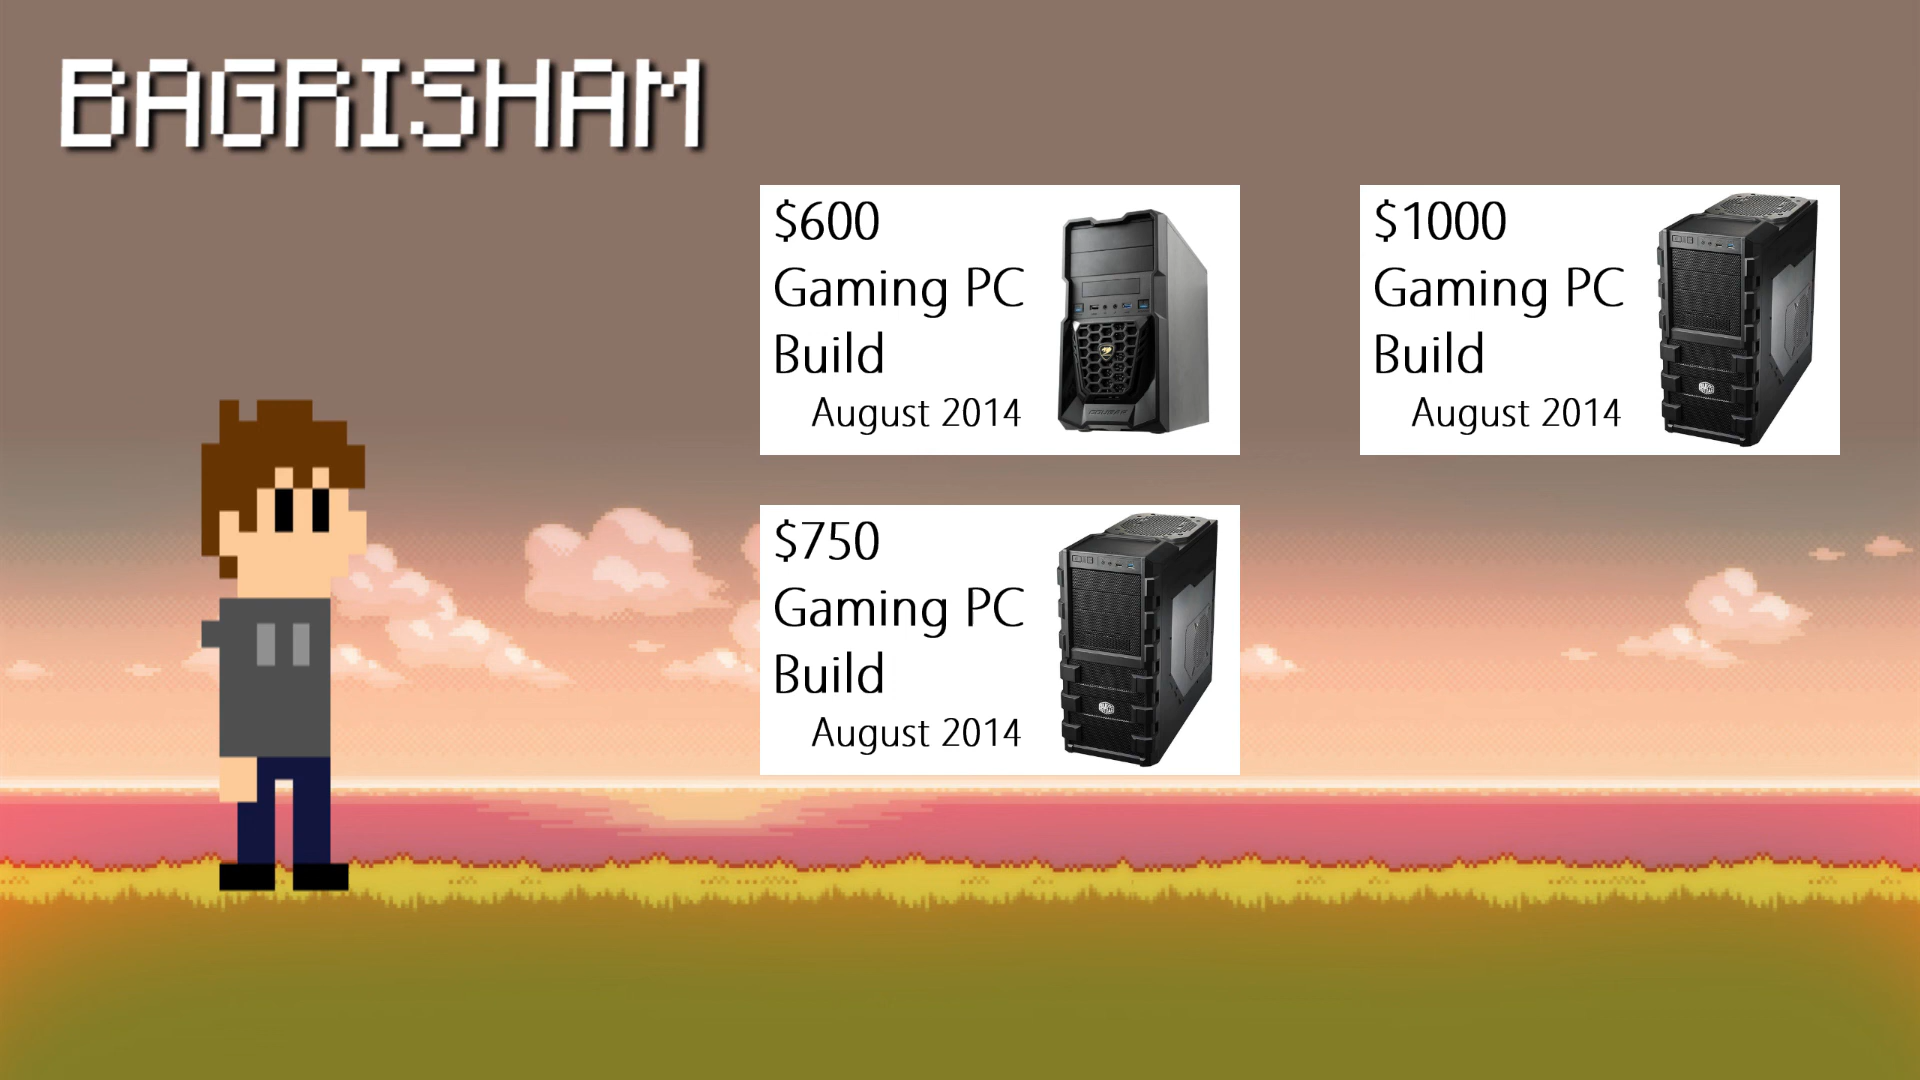 BAGRISHAM
$600
Gaming PC
Build
August 2014
COUGAR
$1000
Gaming PC
Build
August 2014
$750
Gaming PC
Build
August 2014